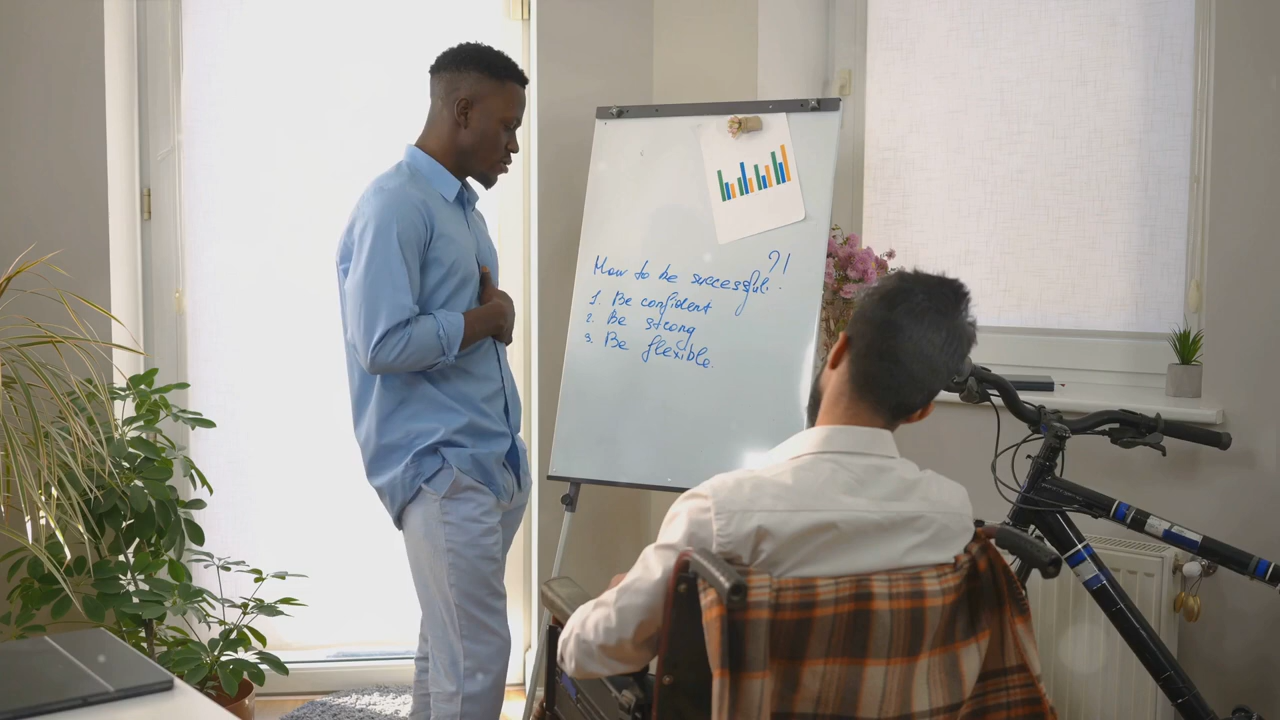 How to be successful?!
1. Be confident
2. Be strong
3. Be flexible.